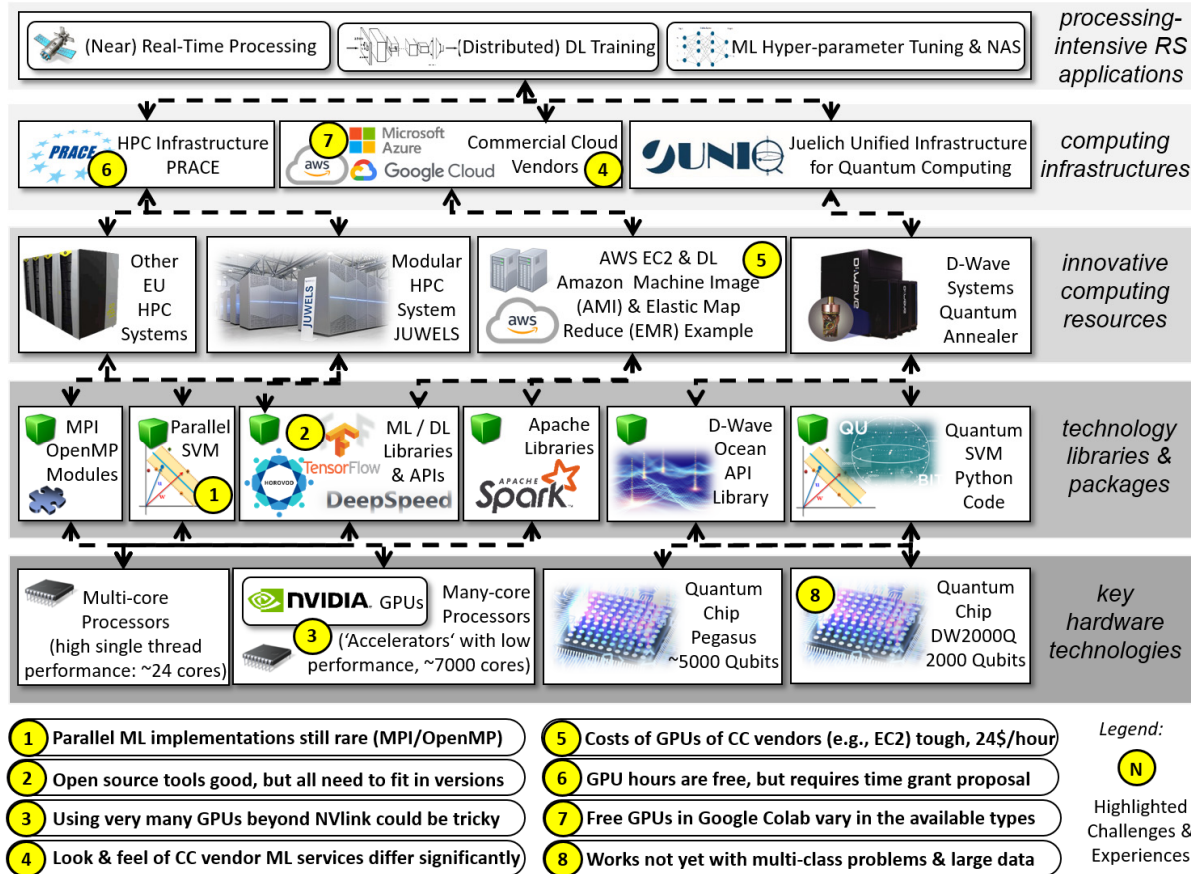 (Near) Real-Time Processing
(Distributed) DL Training
ML Hyper-parameter Tuning & NAS
processing-
intensive RS
applications
PRACE
6
HPC Infrastructure
PRACE
7
aws
Microsoft
Azure
Google Cloud
Commercial Cloud
Vendors
4
JUNIQ
Juelich Unified Infrastructure
for Quantum Computing
computing
infrastructures
Other
EU
HPC
Systems
JUWELS
Modular
HPC
System
JUWELS
aws
AWS EC2 & DL
Amazon Machine Image
(AMI) & Elastic Map
Reduce (EMR) Example
5
D-Wave
Systems
Quantum
Annealer
innovative
computing
resources
MPI
OpenMP
Modules
Parallel
SVM
1
2
HOROVOD
TensorFlow
ML / DL
Libraries
& APIs
DeepSpeed
Apache
Libraries
APACHE
Spark
D-Wave
Ocean
API
Library
QU
BIT
Quantum
SVM
Python
Code
technology
libraries &
packages
Multi-core
Processors
(high single thread
performance: ~24 cores)
NVIDIA. GPUs
3
Many-core
Processors
('Accelerators' with low
performance, ~7000 cores)
Quantum
Chip
Pegasus
~5000 Qubits
8
Quantum
Chip
DW2000Q
2000 Qubits
key
hardware
technologies
1 Parallel ML implementations still rare (MPI/OpenMP)
2 Open source tools good, but all need to fit in versions
3 Using very many GPUs beyond NVlink could be tricky
4 Look & feel of CC vendor ML services differ significantly
5 Costs of GPUs of CC vendors (e.g., EC2) tough, 24$/hour
6 GPU hours are free, but requires time grant proposal
7 Free GPUs in Google Colab vary in the available types
8 Works not yet with multi-class problems & large data
Legend:
N
Highlighted
Challenges &
Experiences